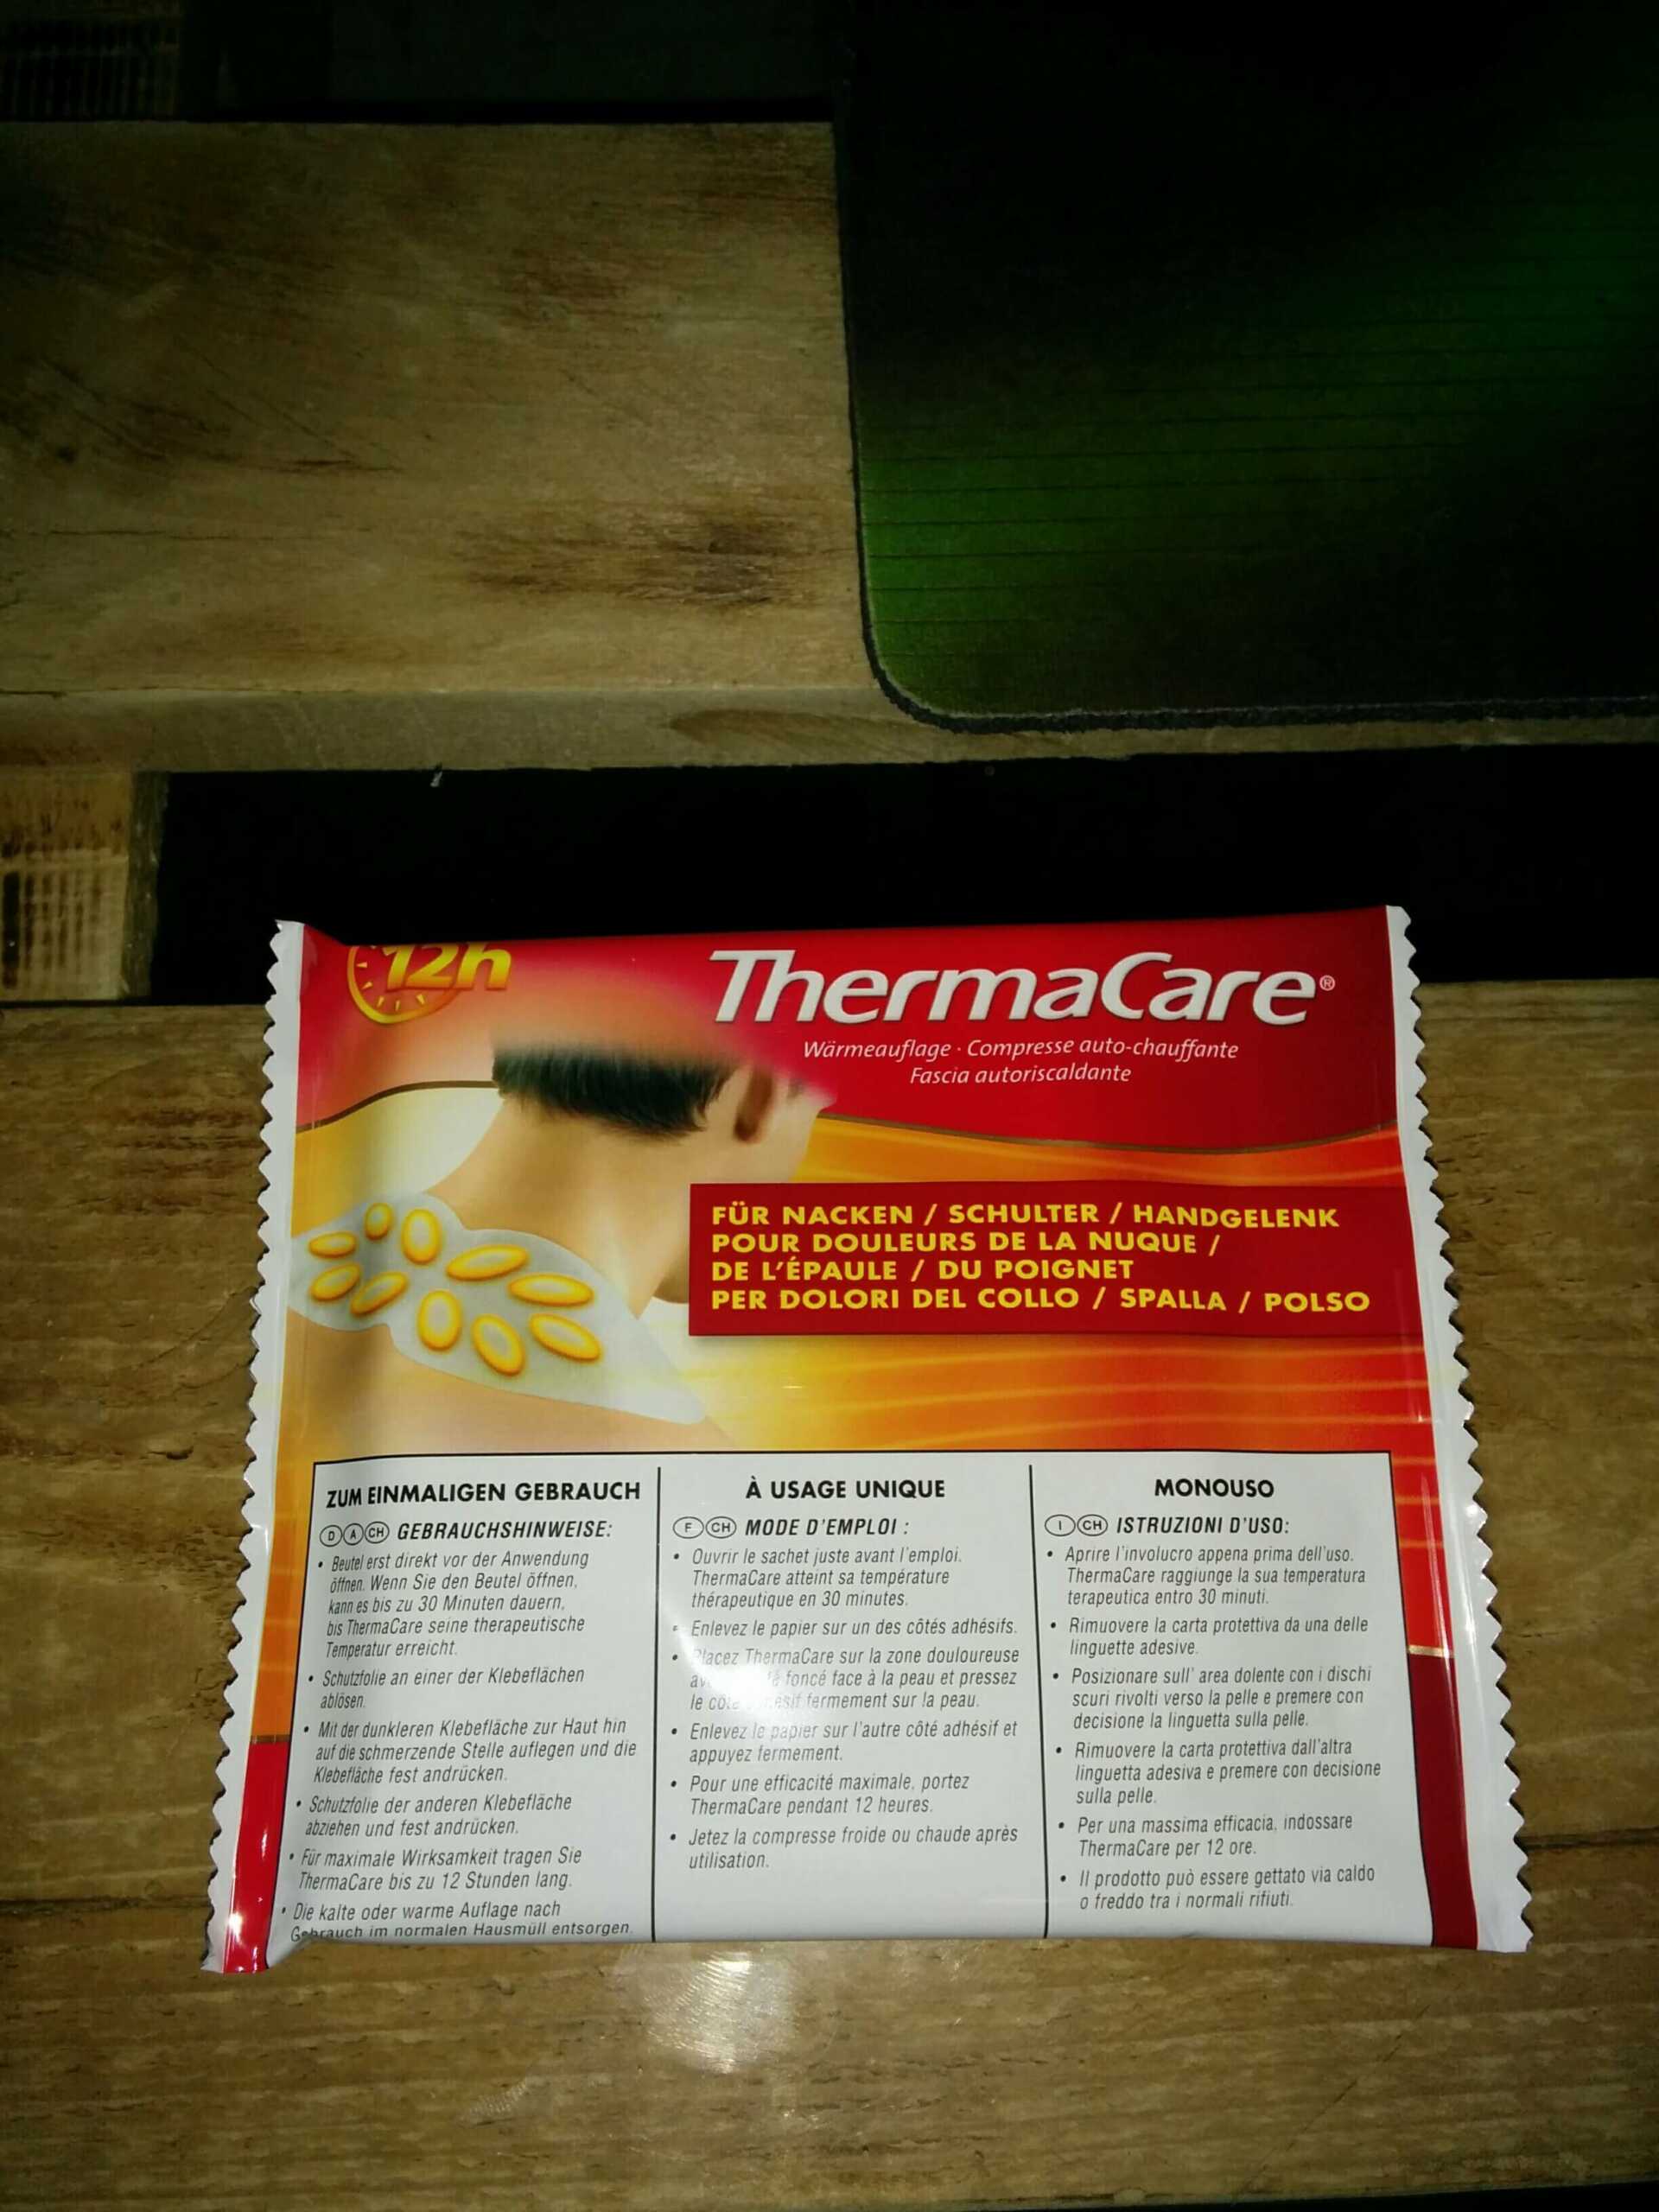 12h
ThermaCare®
Wärmeauflage · Compresse auto-chauffante
Fascia autoriscaldante
FÜR NACKEN / SCHULTER / HANDGELENK
POUR DOULEURS DE LA NUQUE /
DE L'ÉPAULE / DU POIGNET
PER DOLORI DEL COLLO / SPALLA / POLSO
ZUM EINMALIGEN GEBRAUCH
D A CH GEBRAUCHSHINWEISE:
• Beutel erst direkt vor der Anwendung
öffnen. Wenn Sie den Beutel öffnen,
kann es bis zu 30 Minuten dauern,
bis ThermaCare seine therapeutische
Temperatur erreicht.
• Schutzfolie an einer der Klebeflächen
ablösen.
• Mit der dunkleren Klebefläche zur Haut hin
auf die schmerzende Stelle auflegen und die
Klebefläche fest andrücken.
• Schutzfolie der anderen Klebefläche
abziehen und fest andrücken.
• Für maximale Wirksamkeit tragen Sie
ThermaCare bis zu 12 Stunden lang.
• Die kalte oder warme Auflage nach
Gebrauch im normalen Hausmüll entsorgen.
À USAGE UNIQUE
F CH MODE D'EMPLOI :
• Ouvrir le sachet juste avant l'emploi.
ThermaCare atteint sa température
thérapeutique en 30 minutes.
• Enlevez le papier sur un des côtés adhésifs.
• Placez ThermaCare sur la zone douloureuse
foncé face à la peau et pressez
le côté fermement sur la peau.
• Enlevez le papier sur l'autre côté adhésif et
appuyez fermement.
• Pour une efficacité maximale, portez
ThermaCare pendant 12 heures.
• Jetez la compresse froide ou chaude après
utilisation.
MONOUSO
I CH ISTRUZIONI D'USO:
• Aprire l'involucro appena prima dell'uso.
ThermaCare raggiunge la sua temperatura
terapeutica entro 30 minuti.
• Rimuovere la carta protettiva da una delle
linguette adesive.
• Posizionare sull' area dolente con i dischi
scuri rivolti verso la pelle e premere con
decisione la linguetta sulla pelle.
• Rimuovere la carta protettiva dall'altra
linguetta adesiva e premere con decisione
sulla pelle.
• Per una massima efficacia, indossare
ThermaCare per 12 ore.
• Il prodotto può essere gettato via caldo
o freddo tra i normali rifiuti.